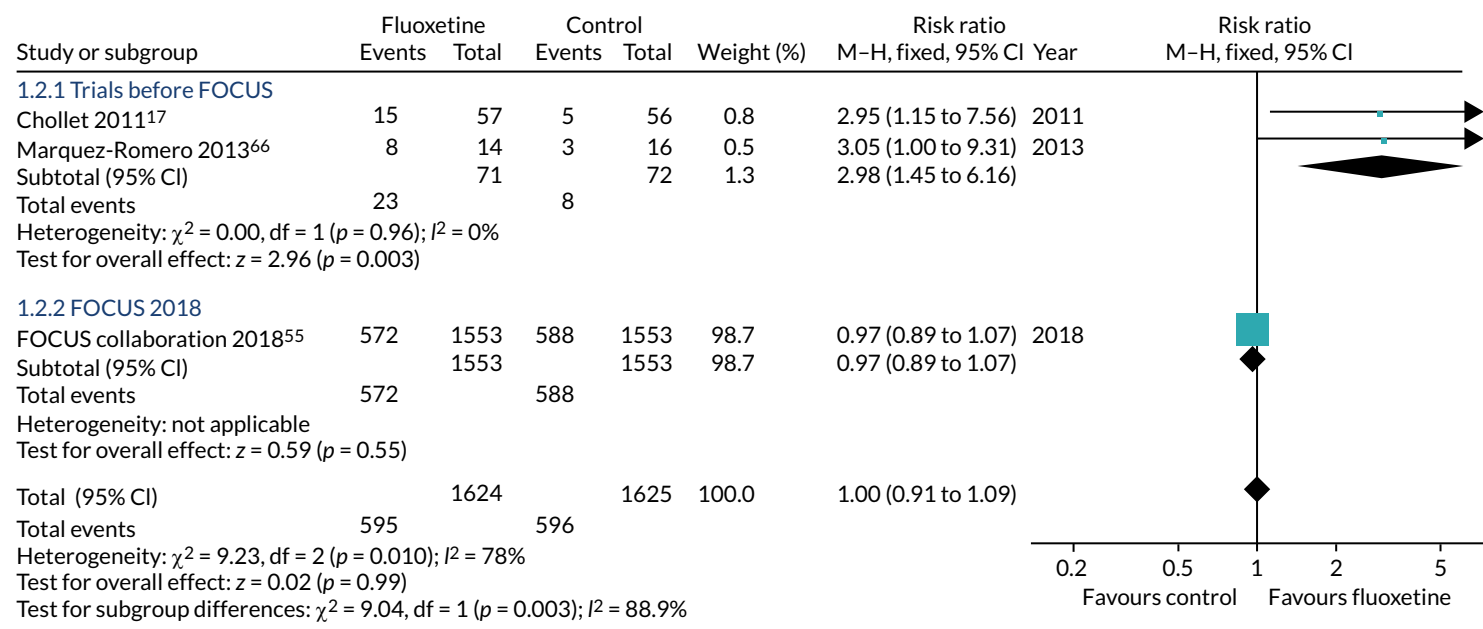 Fluoxetine Control Risk ratio Risk ratio
Study or subgroup Events Total Events Total Weight (%) M–H, fixed, 95% CI Year M–H, fixed, 95% CI
1.2.1 Trials before FOCUS
Chollet 2011¹⁷ 15 57 5 56 0.8 2.95 (1.15 to 7.56) 2011
Marquez-Romero 2013⁶⁶ 8 14 3 16 0.5 3.05 (1.00 to 9.31) 2013
Subtotal (95% CI) 71 72 1.3 2.98 (1.45 to 6.16)
Total events 23 8
Heterogeneity: χ² = 0.00, df = 1 (p = 0.96); I² = 0%
Test for overall effect: z = 2.96 (p = 0.003)
1.2.2 FOCUS 2018
FOCUS collaboration 2018⁵⁵ 572 1553 588 1553 98.7 0.97 (0.89 to 1.07) 2018
Subtotal (95% CI) 1553 1553 98.7 0.97 (0.89 to 1.07)
Total events 572 588
Heterogeneity: not applicable
Test for overall effect: z = 0.59 (p = 0.55)
Total (95% CI) 1624 1625 100.0 1.00 (0.91 to 1.09)
Total events 595 596
Heterogeneity: χ² = 9.23, df = 2 (p = 0.010); I² = 78%
Test for overall effect: z = 0.02 (p = 0.99)
Test for subgroup differences: χ² = 9.04, df = 1 (p = 0.003); I² = 88.9%
0.2 0.5 1 2 5
Favours control Favours fluoxetine